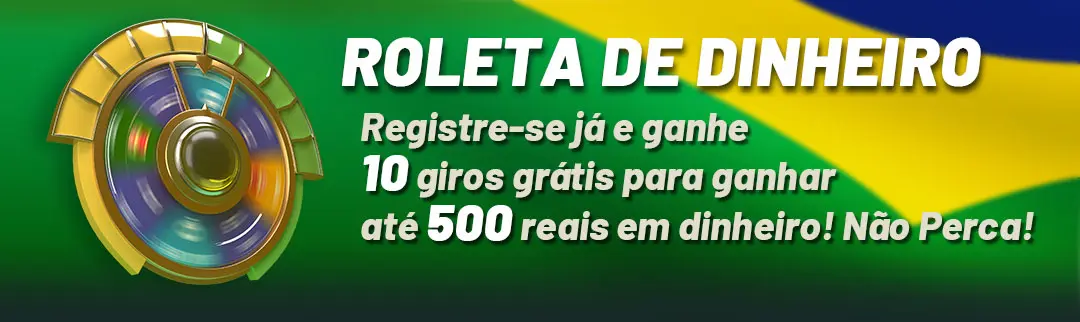 ROLETA DE DINHEIRO
Registre-se já e ganhe
10 giros grátis para ganhar
até 500 reais em dinheiro! Não Perca!